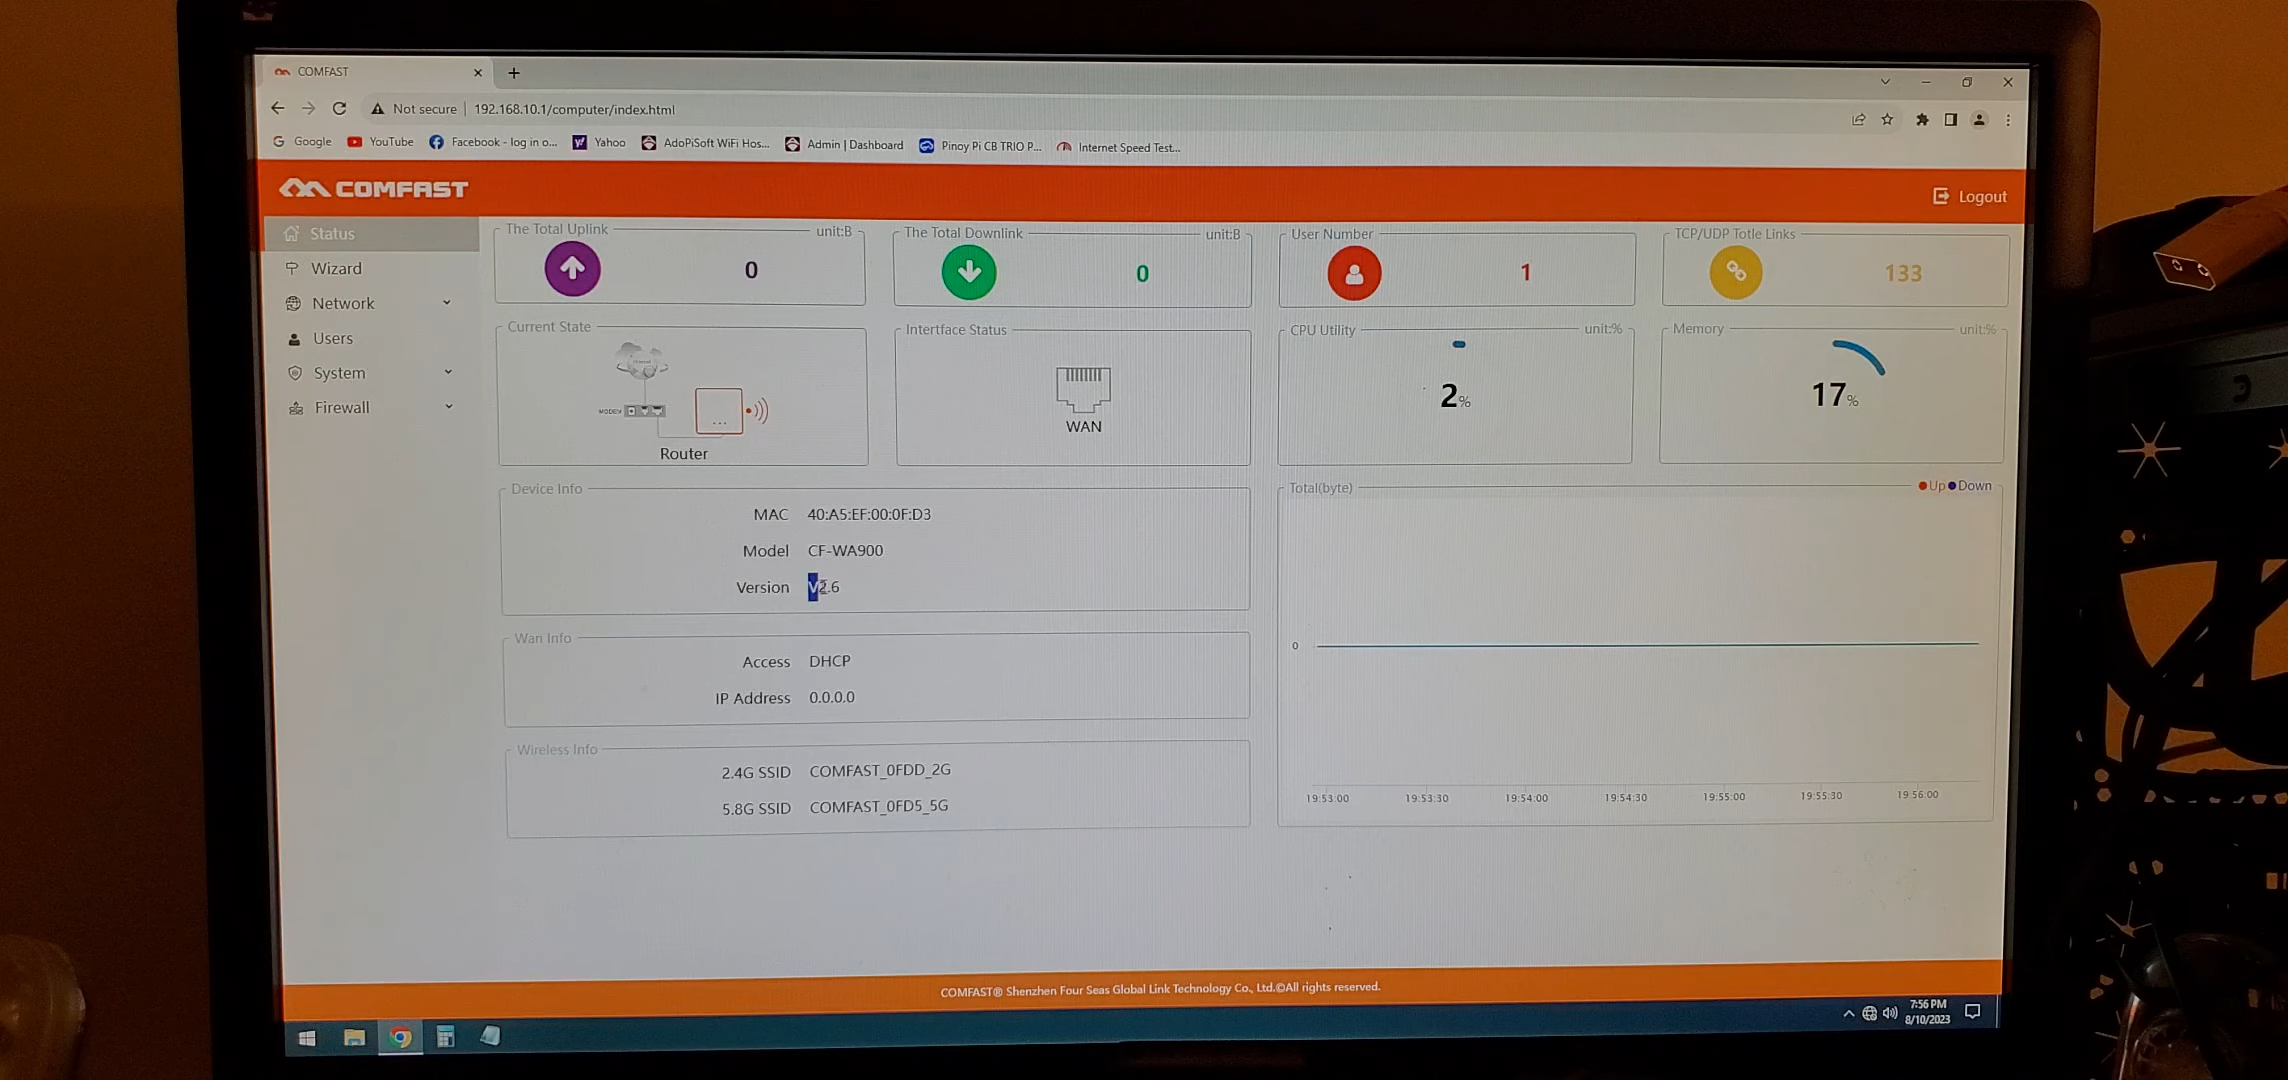 COMFAST
Not secure | 192.168.10.1/computer/index.html
Google YouTube Facebook - log in o... Yahoo AdoPiSoft WiFi Hos... Admin | Dashboard Pinoy Pi CB TRIO P... Internet Speed Test...
COMFAST Logout
Status
Wizard
Network
Users
System
Firewall
The Total Uplink unit:B
0
The Total Downlink unit:B
0
User Number
1
TCP/UDP Totle Links
133
Current State
MODEM
Router
Intertface Status
WAN
CPU Utility unit:%
2%
Memory unit:%
17%
Device Info
MAC 40:A5:EF:00:0F:D3
Model CF-WA900
Version V2.6
Wan Info
Access DHCP
IP Address 0.0.0.0
Wireless Info
2.4G SSID COMFAST_0FDD_2G
5.8G SSID COMFAST_0FD5_5G
Total(byte) Up Down
0
19:53:00 19:53:30 19:54:00 19:54:30 19:55:00 19:55:30 19:56:00
COMFAST® Shenzhen Four Seas Global Link Technology Co., Ltd.©All rights reserved.
7:56 PM
8/10/2023